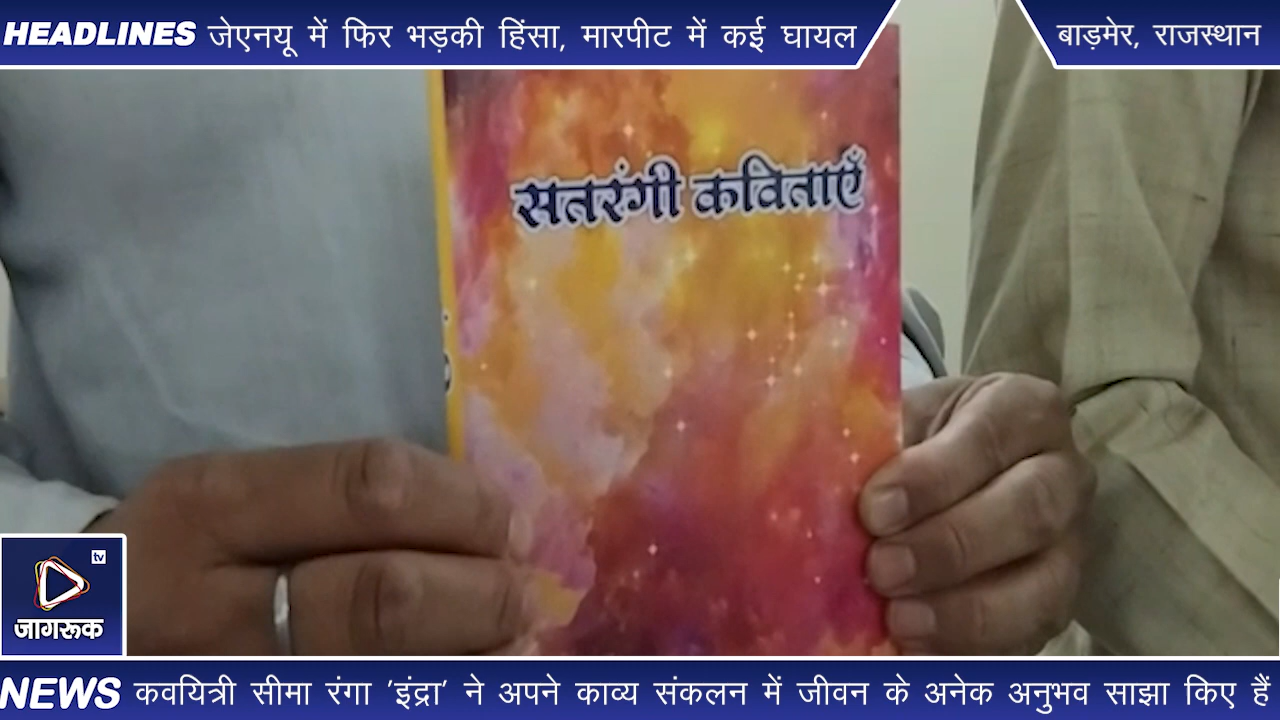 HEADLINES जेएनयू में फिर भड़की हिंसा, मारपीट में कई घायल
बाड़मेर, राजस्थान
सतरंगी कविताएँ
tv
जागरूक
NEWS कवयित्री सीमा रंगा 'इंद्रा' ने अपने काव्य संकलन में जीवन के अनेक अनुभव साझा किए हैं